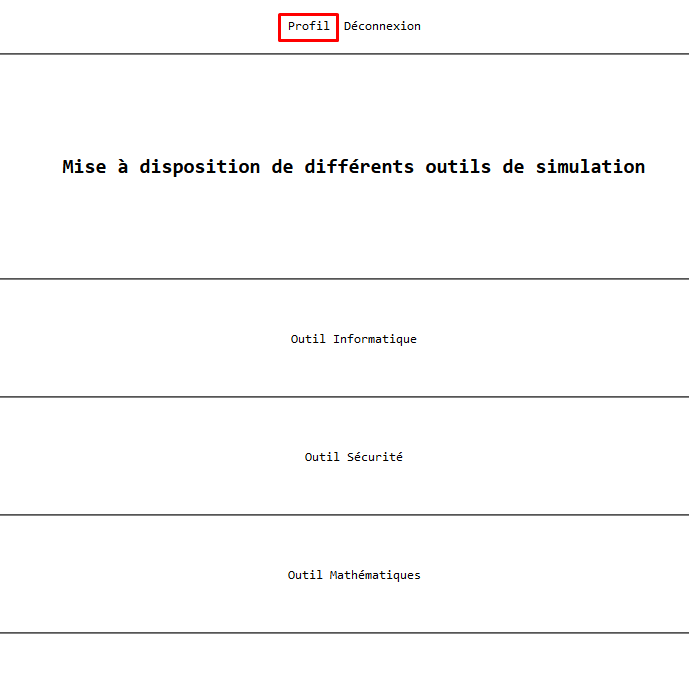 Profil Déconnexion
Mise à disposition de différents outils de simulation
Outil Informatique
Outil Sécurité
Outil Mathématiques